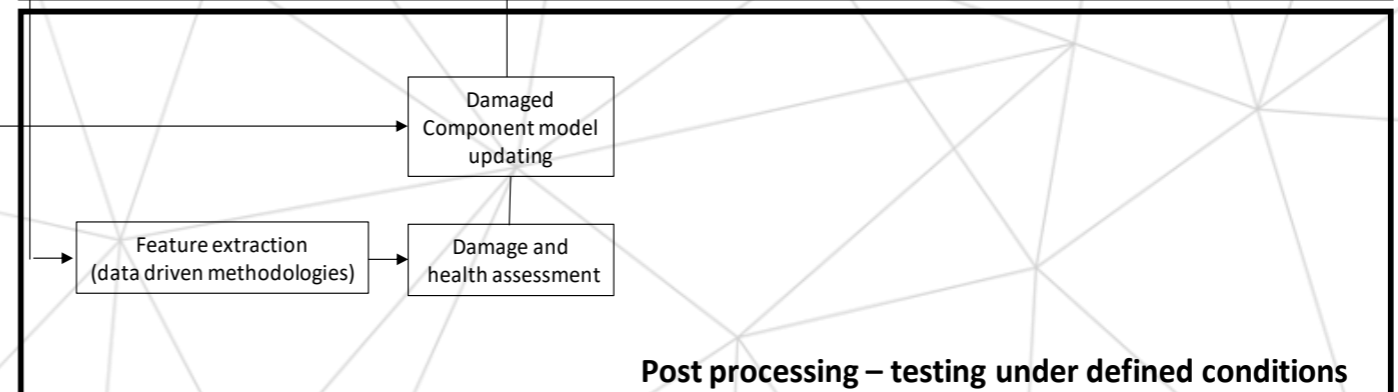 Damaged
Component model
updating
Feature extraction
(data driven methodologies)
Damage and
health assessment
Post processing – testing under defined conditions